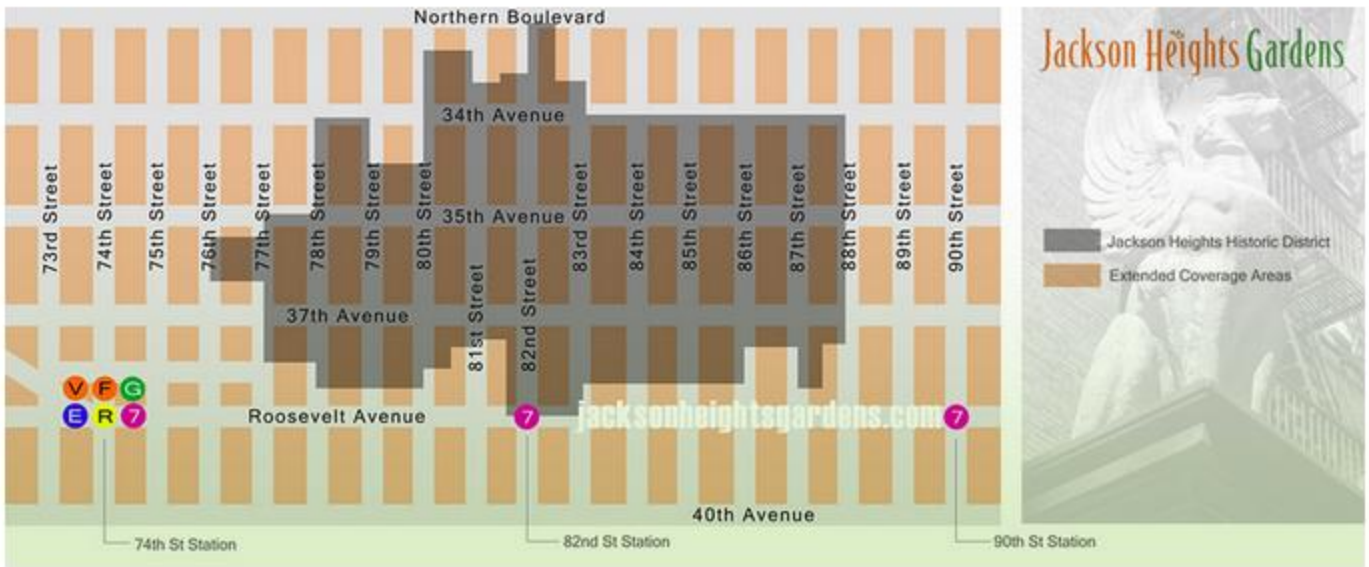 Northern Boulevard
Jackson Heights Gardens
34th Avenue
73rd Street
74th Street
75th Street
76th Street
77th Street
78th Street
79th Street
80th Street
35th Avenue
83rd Street
84th Street
85th Street
86th Street
87th Street
88th Street
89th Street
90th Street
Jackson Heights Historic District
Extended Coverage Areas
81st Street
82nd Street
37th Avenue
V F G
E R 7
Roosevelt Avenue
7
jacksonheightsgardens.com
7
40th Avenue
74th St Station
82nd St Station
90th St Station